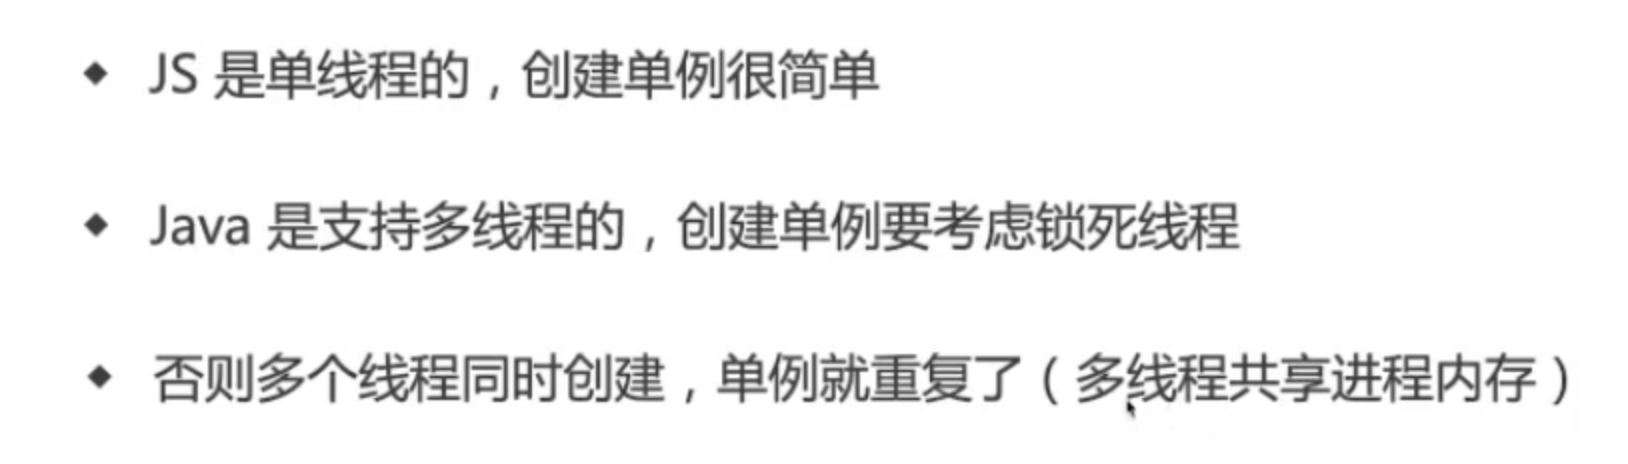 ◆ JS 是单线程的，创建单例很简单
◆ Java 是支持多线程的，创建单例要考虑锁死线程
◆ 否则多个线程同时创建，单例就重复了（多线程共享进程内存）